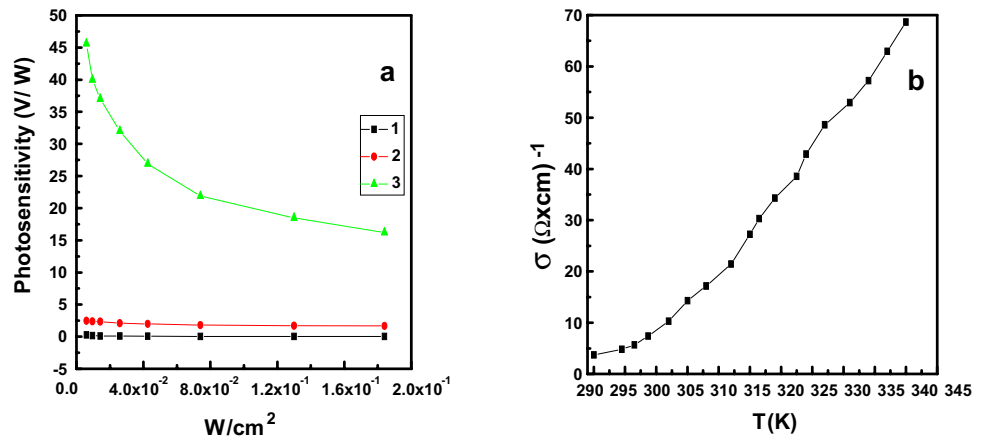 50
45
40
35
30
25
20
15
10
5
0
-5
Photosensitivity (V/ W)
a
1
2
3
0.0 4.0x10⁻² 8.0x10⁻² 1.2x10⁻¹ 1.6x10⁻¹ 2.0x10⁻¹
W/cm²
70
60
50
40
30
20
10
0
σ (Ωxcm)⁻¹
b
290 295 300 305 310 315 320 325 330 335 340 345
T(K)